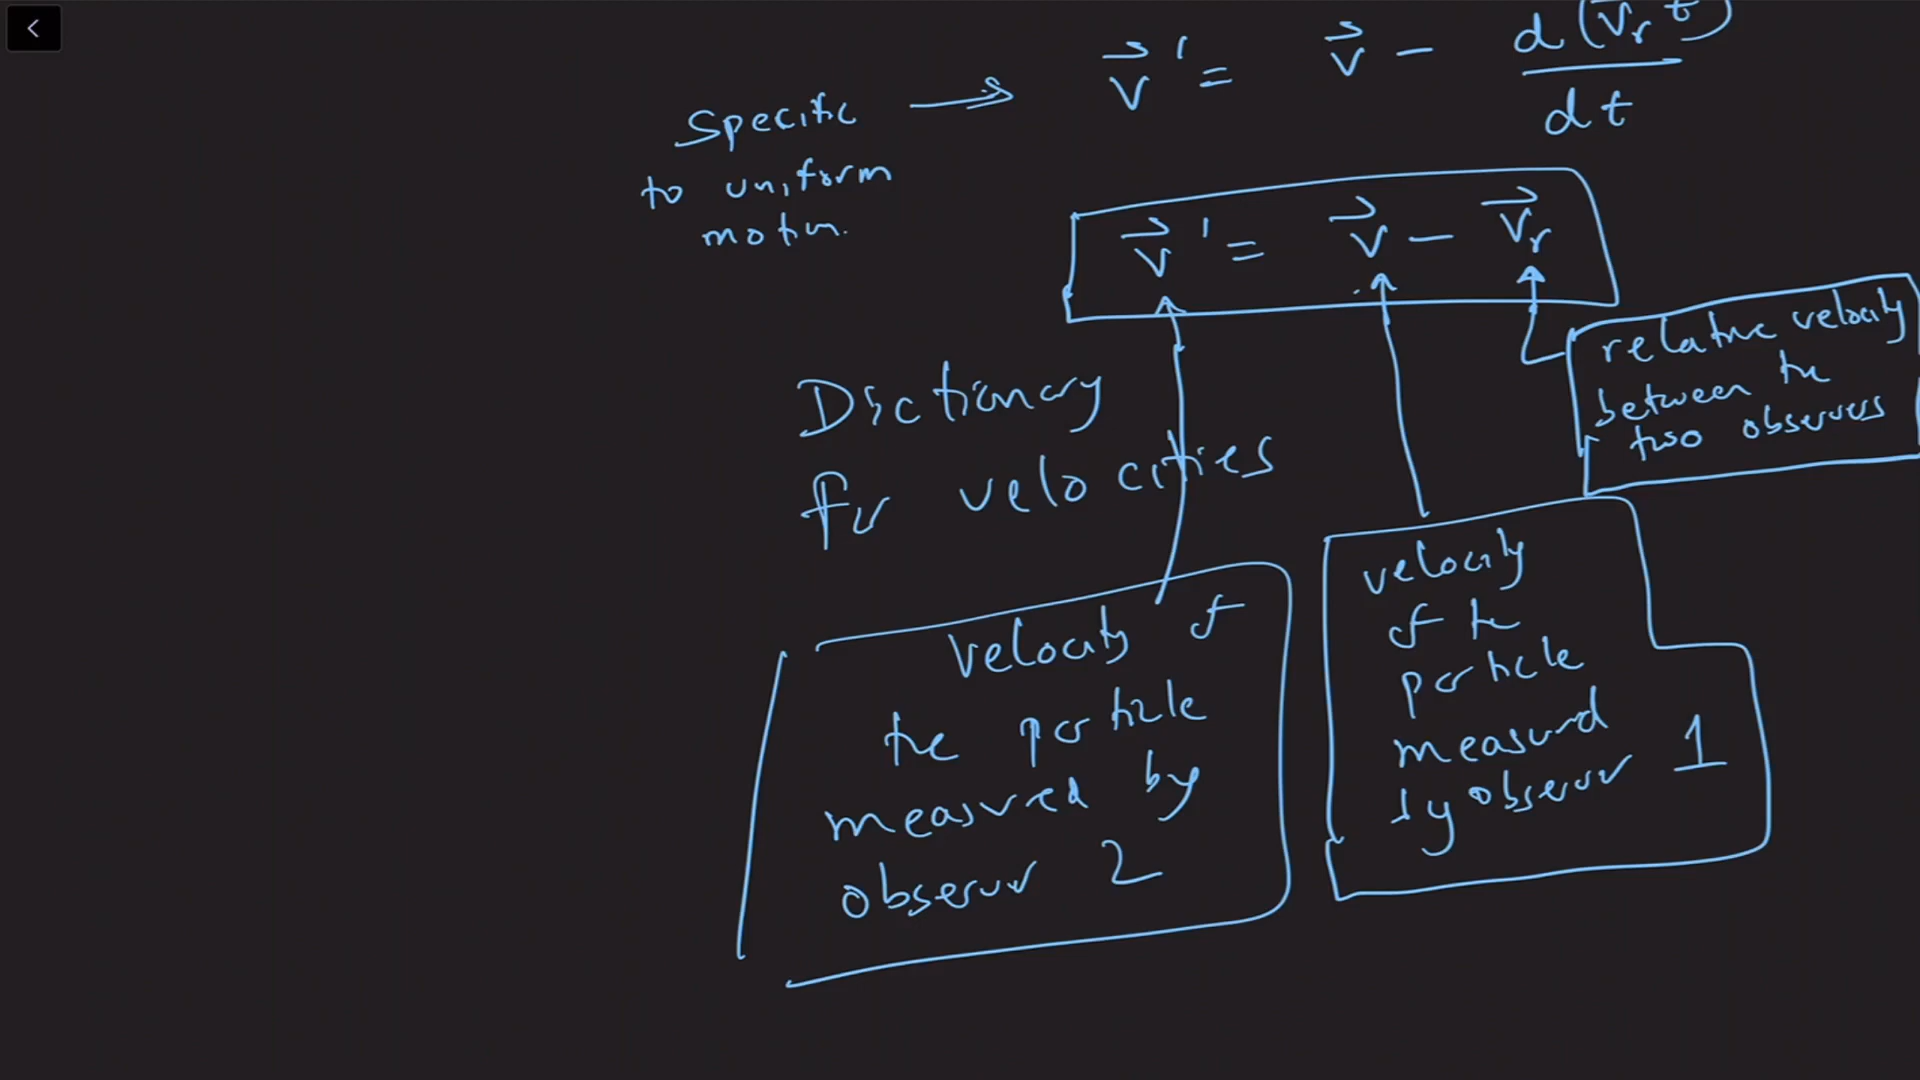 v⃗' = v⃗ - d(v⃗r t)/dt
Specific
to uniform
motion.
v⃗' = v⃗ - v⃗r
relative velocity
between the
two observers
Dictionary
for velocities
velocity
of the
particle
measured
by observer 1
Velocity of
the particle
measured by
observer 2